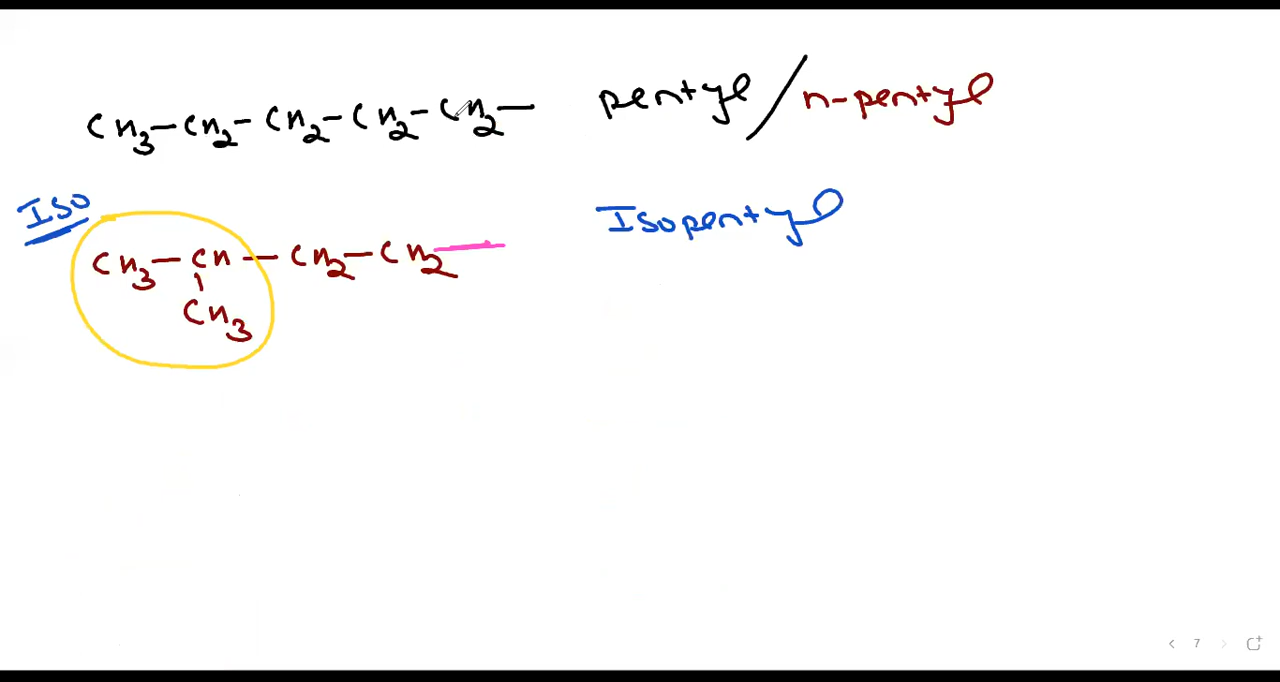 CH3-CH2-CH2-CH2-CH2- pentyl / n-pentyl
Iso
CH3-CH-CH2-CH2- Isopentyl
CH3
7